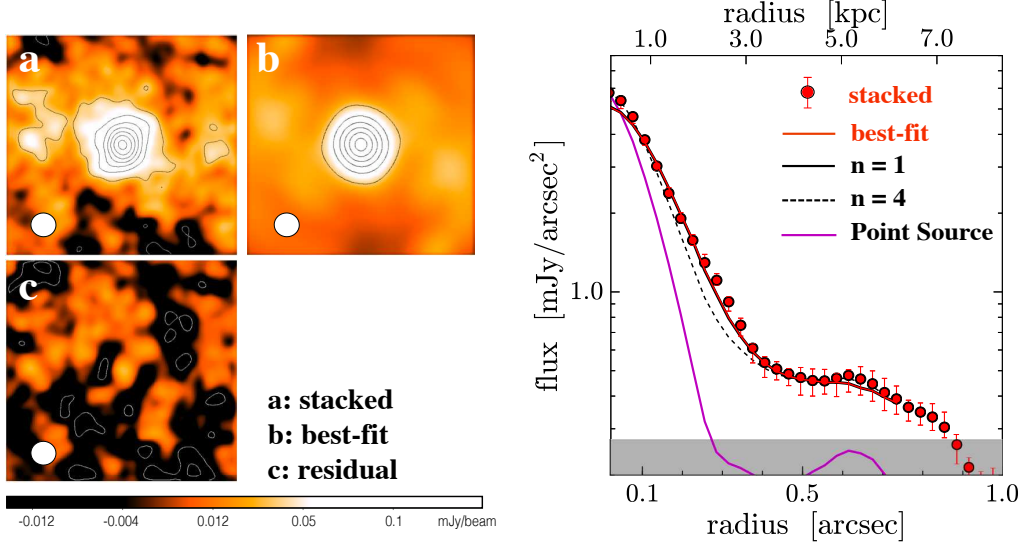 a
b
c
a: stacked
b: best-fit
c: residual
-0.012 -0.004 0.012 0.05 0.1 mJy/beam
radius [kpc]
1.0 3.0 5.0 7.0
stacked
best-fit
n = 1
n = 4
Point Source
flux [mJy/arcsec²]
1.0
0.1 0.5 1.0
radius [arcsec]